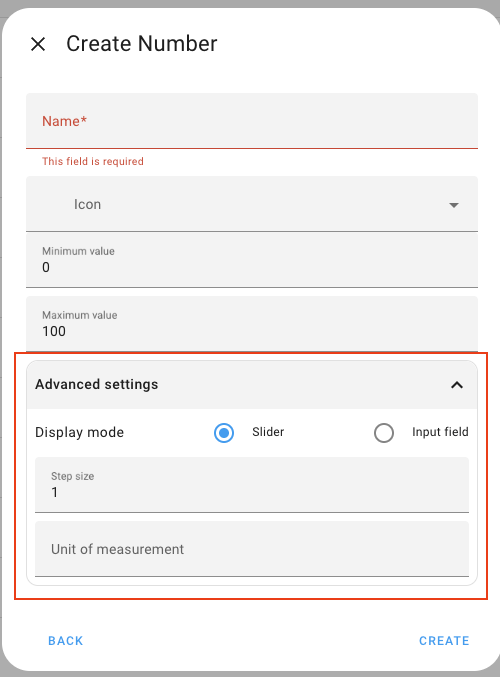 Create Number
Name*
This field is required
Icon
Minimum value
0
Maximum value
100
Advanced settings
Display mode Slider Input field
Step size
1
Unit of measurement
BACK CREATE